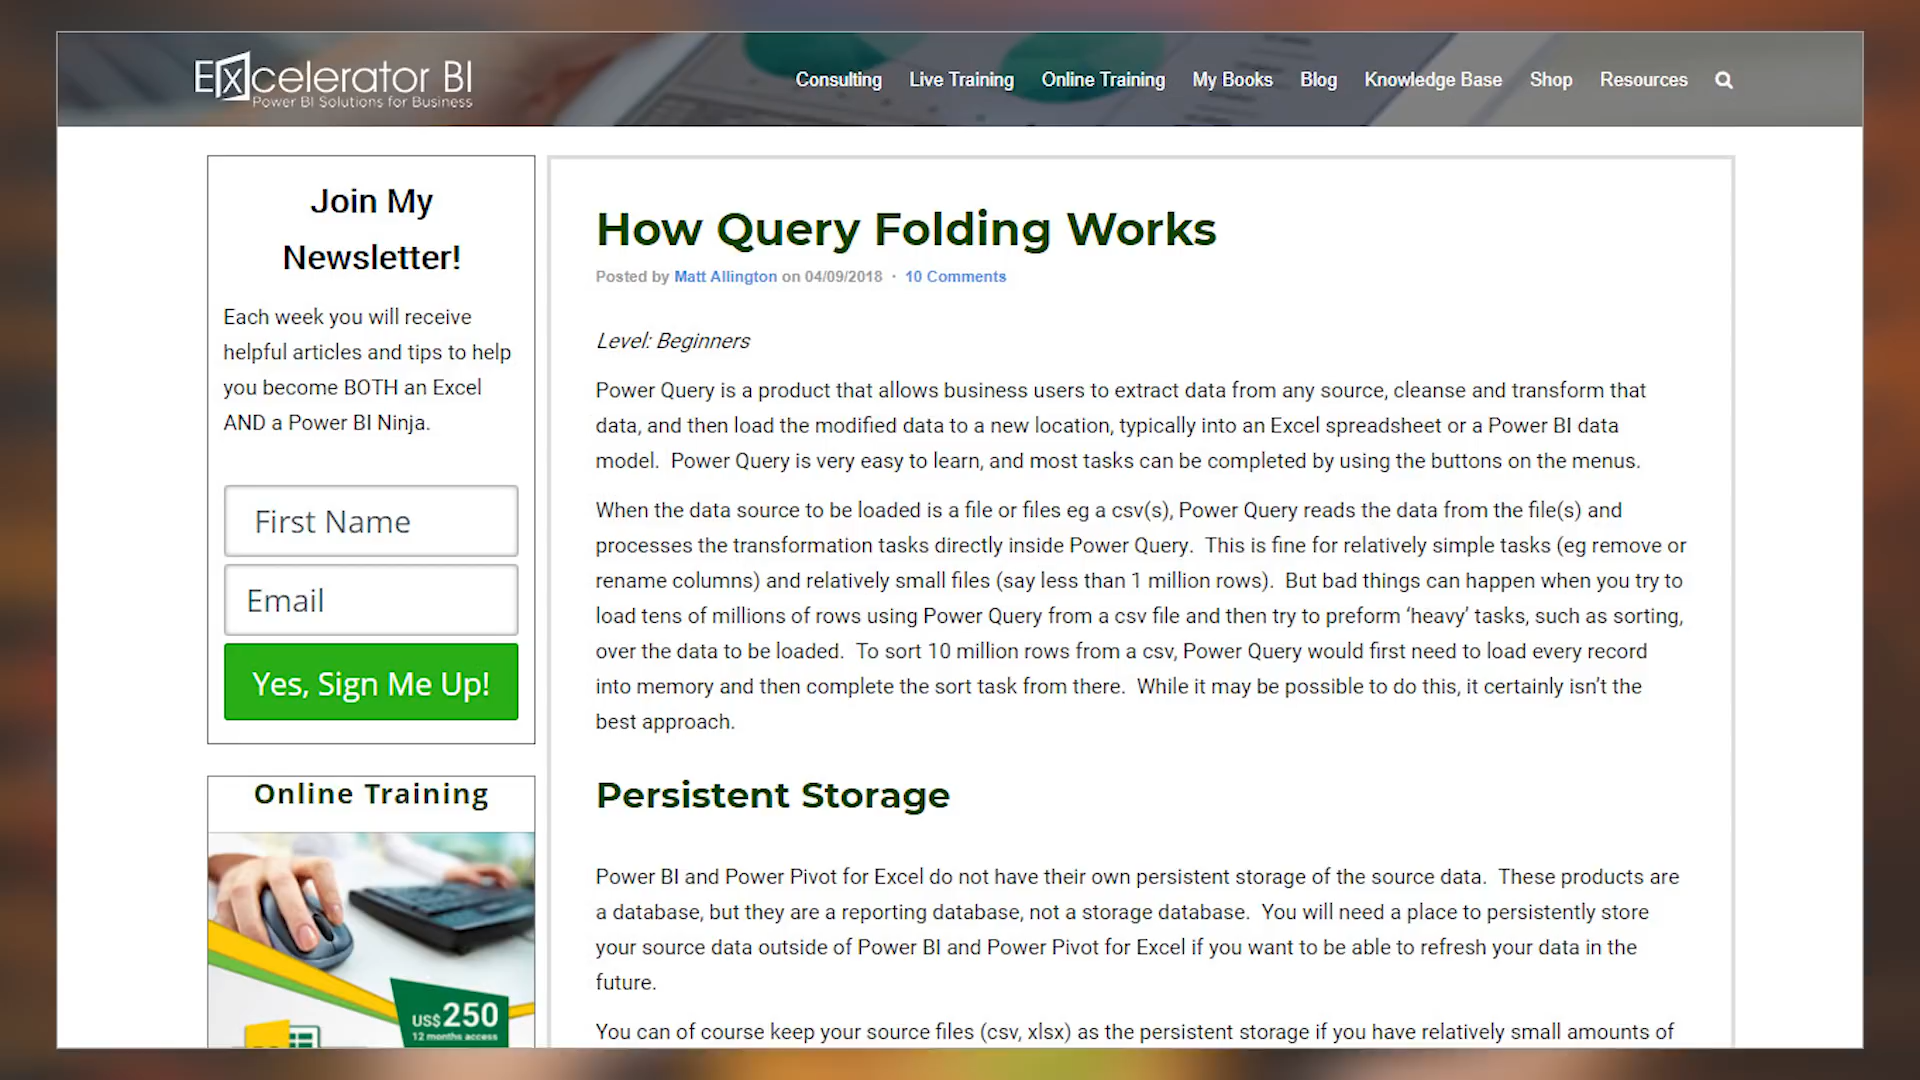 Excelerator BI
Power BI Solutions for Business
Consulting Live Training Online Training My Books Blog Knowledge Base Shop Resources
Join My
Newsletter!
Each week you will receive
helpful articles and tips to help
you become BOTH an Excel
AND a Power BI Ninja.
First Name
Email
Yes, Sign Me Up!
Online Training
US$250
12 months access
How Query Folding Works
Posted by Matt Allington on 04/09/2018 · 10 Comments
Level: Beginners
Power Query is a product that allows business users to extract data from any source, cleanse and transform that
data, and then load the modified data to a new location, typically into an Excel spreadsheet or a Power BI data
model.  Power Query is very easy to learn, and most tasks can be completed by using the buttons on the menus.
When the data source to be loaded is a file or files eg a csv(s), Power Query reads the data from the file(s) and
processes the transformation tasks directly inside Power Query.  This is fine for relatively simple tasks (eg remove or
rename columns) and relatively small files (say less than 1 million rows).  But bad things can happen when you try to
load tens of millions of rows using Power Query from a csv file and then try to preform ‘heavy’ tasks, such as sorting,
over the data to be loaded.  To sort 10 million rows from a csv, Power Query would first need to load every record
into memory and then complete the sort task from there.  While it may be possible to do this, it certainly isn’t the
best approach.
Persistent Storage
Power BI and Power Pivot for Excel do not have their own persistent storage of the source data.  These products are
a database, but they are a reporting database, not a storage database.  You will need a place to persistently store
your source data outside of Power BI and Power Pivot for Excel if you want to be able to refresh your data in the
future.
You can of course keep your source files (csv, xlsx) as the persistent storage if you have relatively small amounts of